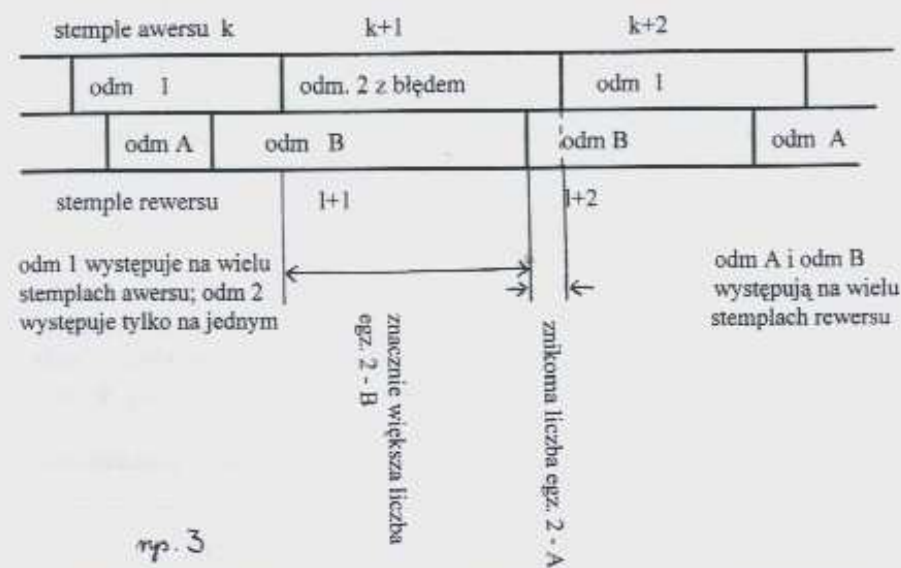 stemple awersu k k+1 k+2
odm 1 odm. 2 z błędem odm 1
odm A odm B odm B odm A
stemple rewersu l+1 l+2
odm 1 występuje na wielu
stemplach awersu; odm 2
występuje tylko na jednym
odm A i odm B
występują na wielu
stemplach rewersu
znacznie większa liczba
egz. 2 - B
znikoma liczba egz. 2 - A
rys. 3